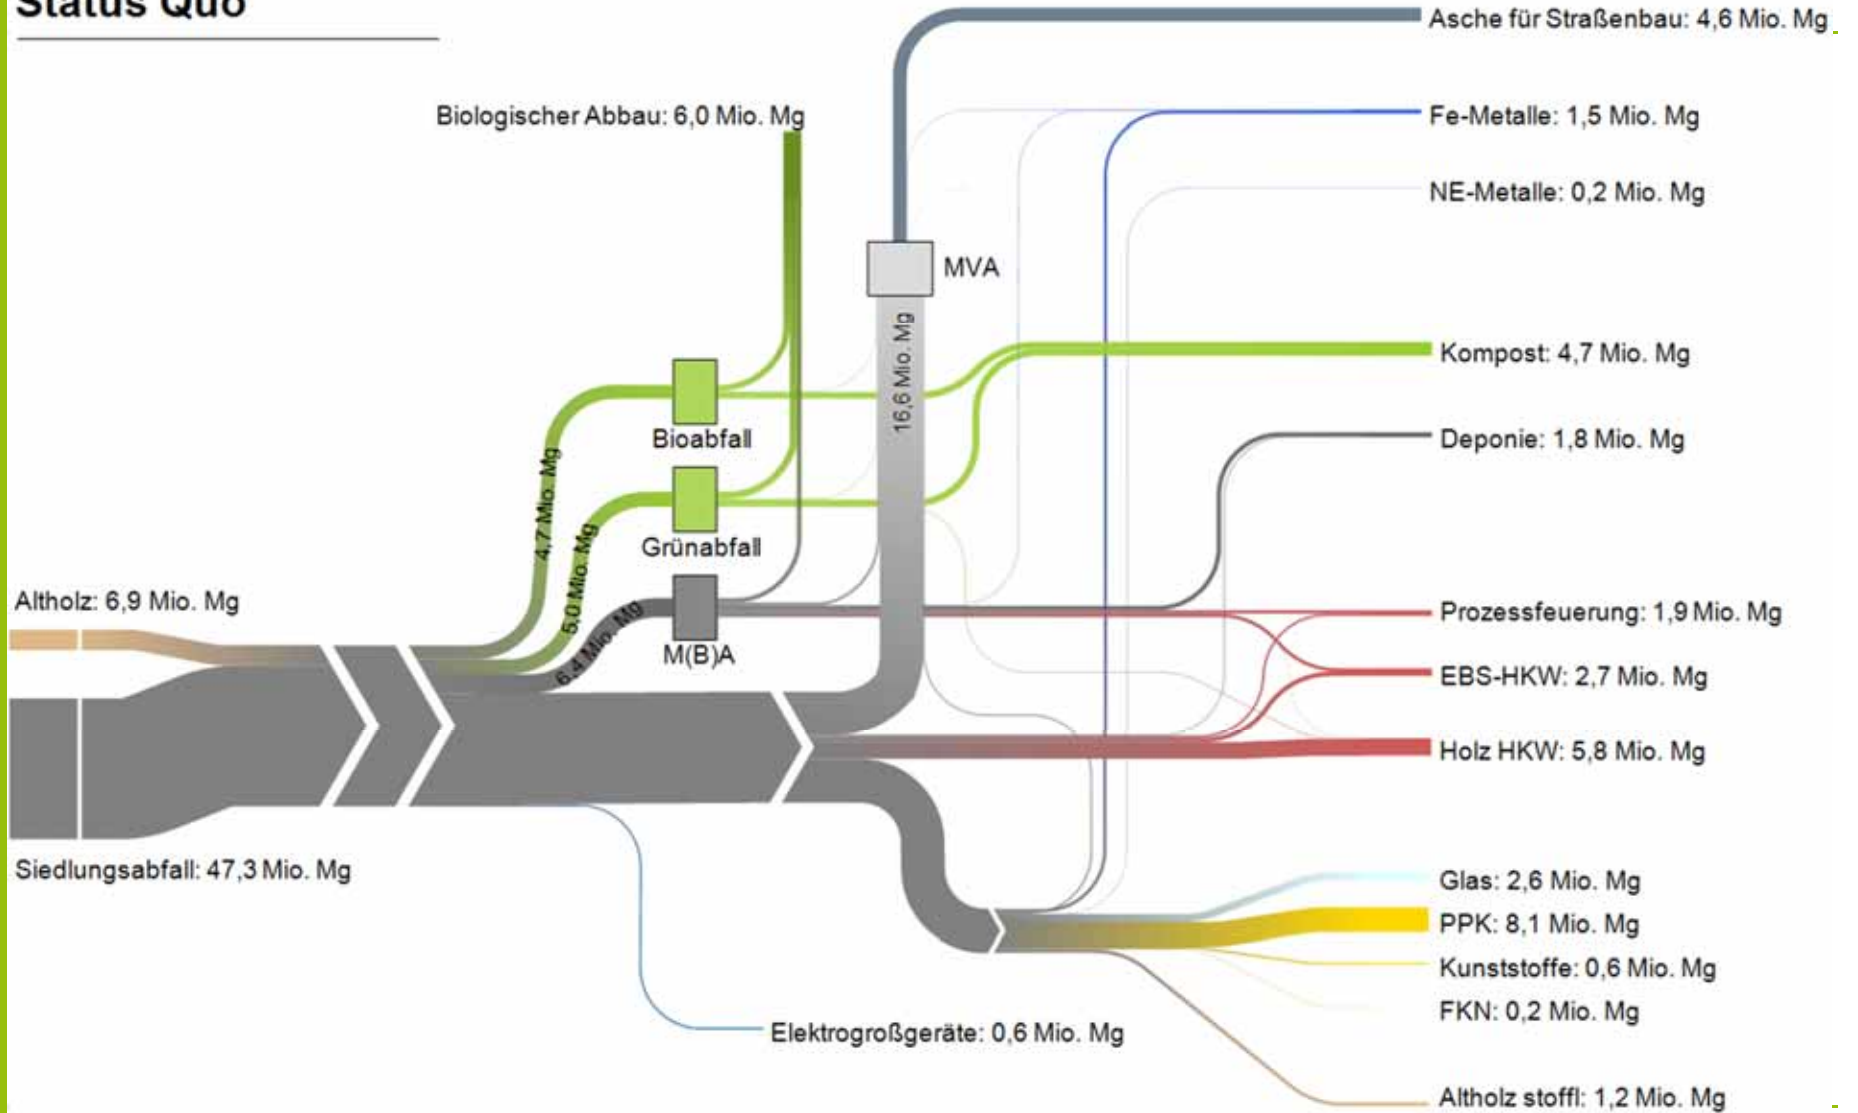 Status Quo
Asche für Straßenbau: 4,6 Mio. Mg
Biologischer Abbau: 6,0 Mio. Mg
Fe-Metalle: 1,5 Mio. Mg
NE-Metalle: 0,2 Mio. Mg
MVA
16,6 Mio. Mg
Kompost: 4,7 Mio. Mg
Bioabfall
Deponie: 1,8 Mio. Mg
4,7 Mio. Mg
Grünabfall
5,0 Mio. Mg
Altholz: 6,9 Mio. Mg
6,4 Mio. Mg
Prozessfeuerung: 1,9 Mio. Mg
M(B)A
EBS-HKW: 2,7 Mio. Mg
Holz HKW: 5,8 Mio. Mg
Siedlungsabfall: 47,3 Mio. Mg
Glas: 2,6 Mio. Mg
PPK: 8,1 Mio. Mg
Kunststoffe: 0,6 Mio. Mg
FKN: 0,2 Mio. Mg
Elektrogroßgeräte: 0,6 Mio. Mg
Altholz stoffl: 1,2 Mio. Mg